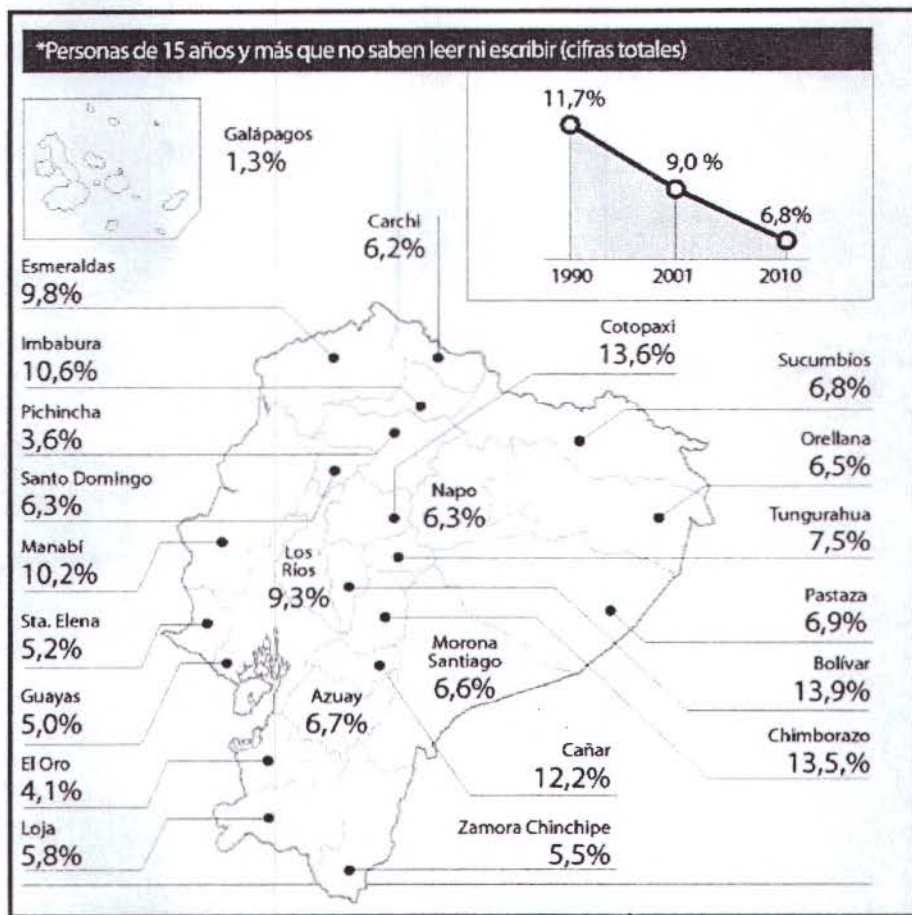 *Personas de 15 años y más que no saben leer ni escribir (cifras totales)
11,7%
9,0 %
6,8%
1990
2001
2010
Galápagos
1,3%
Carchi
6,2%
Esmeraldas
9,8%
Imbabura
10,6%
Pichincha
3,6%
Santo Domingo
6,3%
Manabí
10,2%
Sta. Elena
5,2%
Guayas
5,0%
El Oro
4,1%
Loja
5,8%
Cotopaxi
13,6%
Napo
6,3%
Los
Ríos
9,3%
Morona
Santiago
6,6%
Azuay
6,7%
Cañar
12,2%
Zamora Chinchipe
5,5%
Sucumbios
6,8%
Orellana
6,5%
Tungurahua
7,5%
Pastaza
6,9%
Bolívar
13,9%
Chimborazo
13,5,%